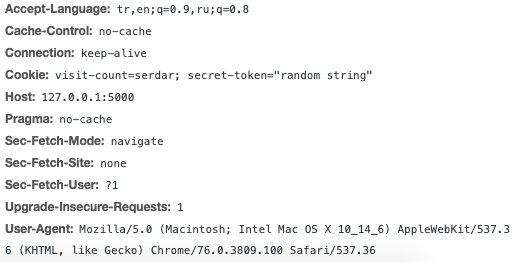 Accept-Language: tr,en;q=0.9,ru;q=0.8
Cache-Control: no-cache
Connection: keep-alive
Cookie: visit-count=serdar; secret-token="random string"
Host: 127.0.0.1:5000
Pragma: no-cache
Sec-Fetch-Mode: navigate
Sec-Fetch-Site: none
Sec-Fetch-User: ?1
Upgrade-Insecure-Requests: 1
User-Agent: Mozilla/5.0 (Macintosh; Intel Mac OS X 10_14_6) AppleWebKit/537.3
6 (KHTML, like Gecko) Chrome/76.0.3809.100 Safari/537.36